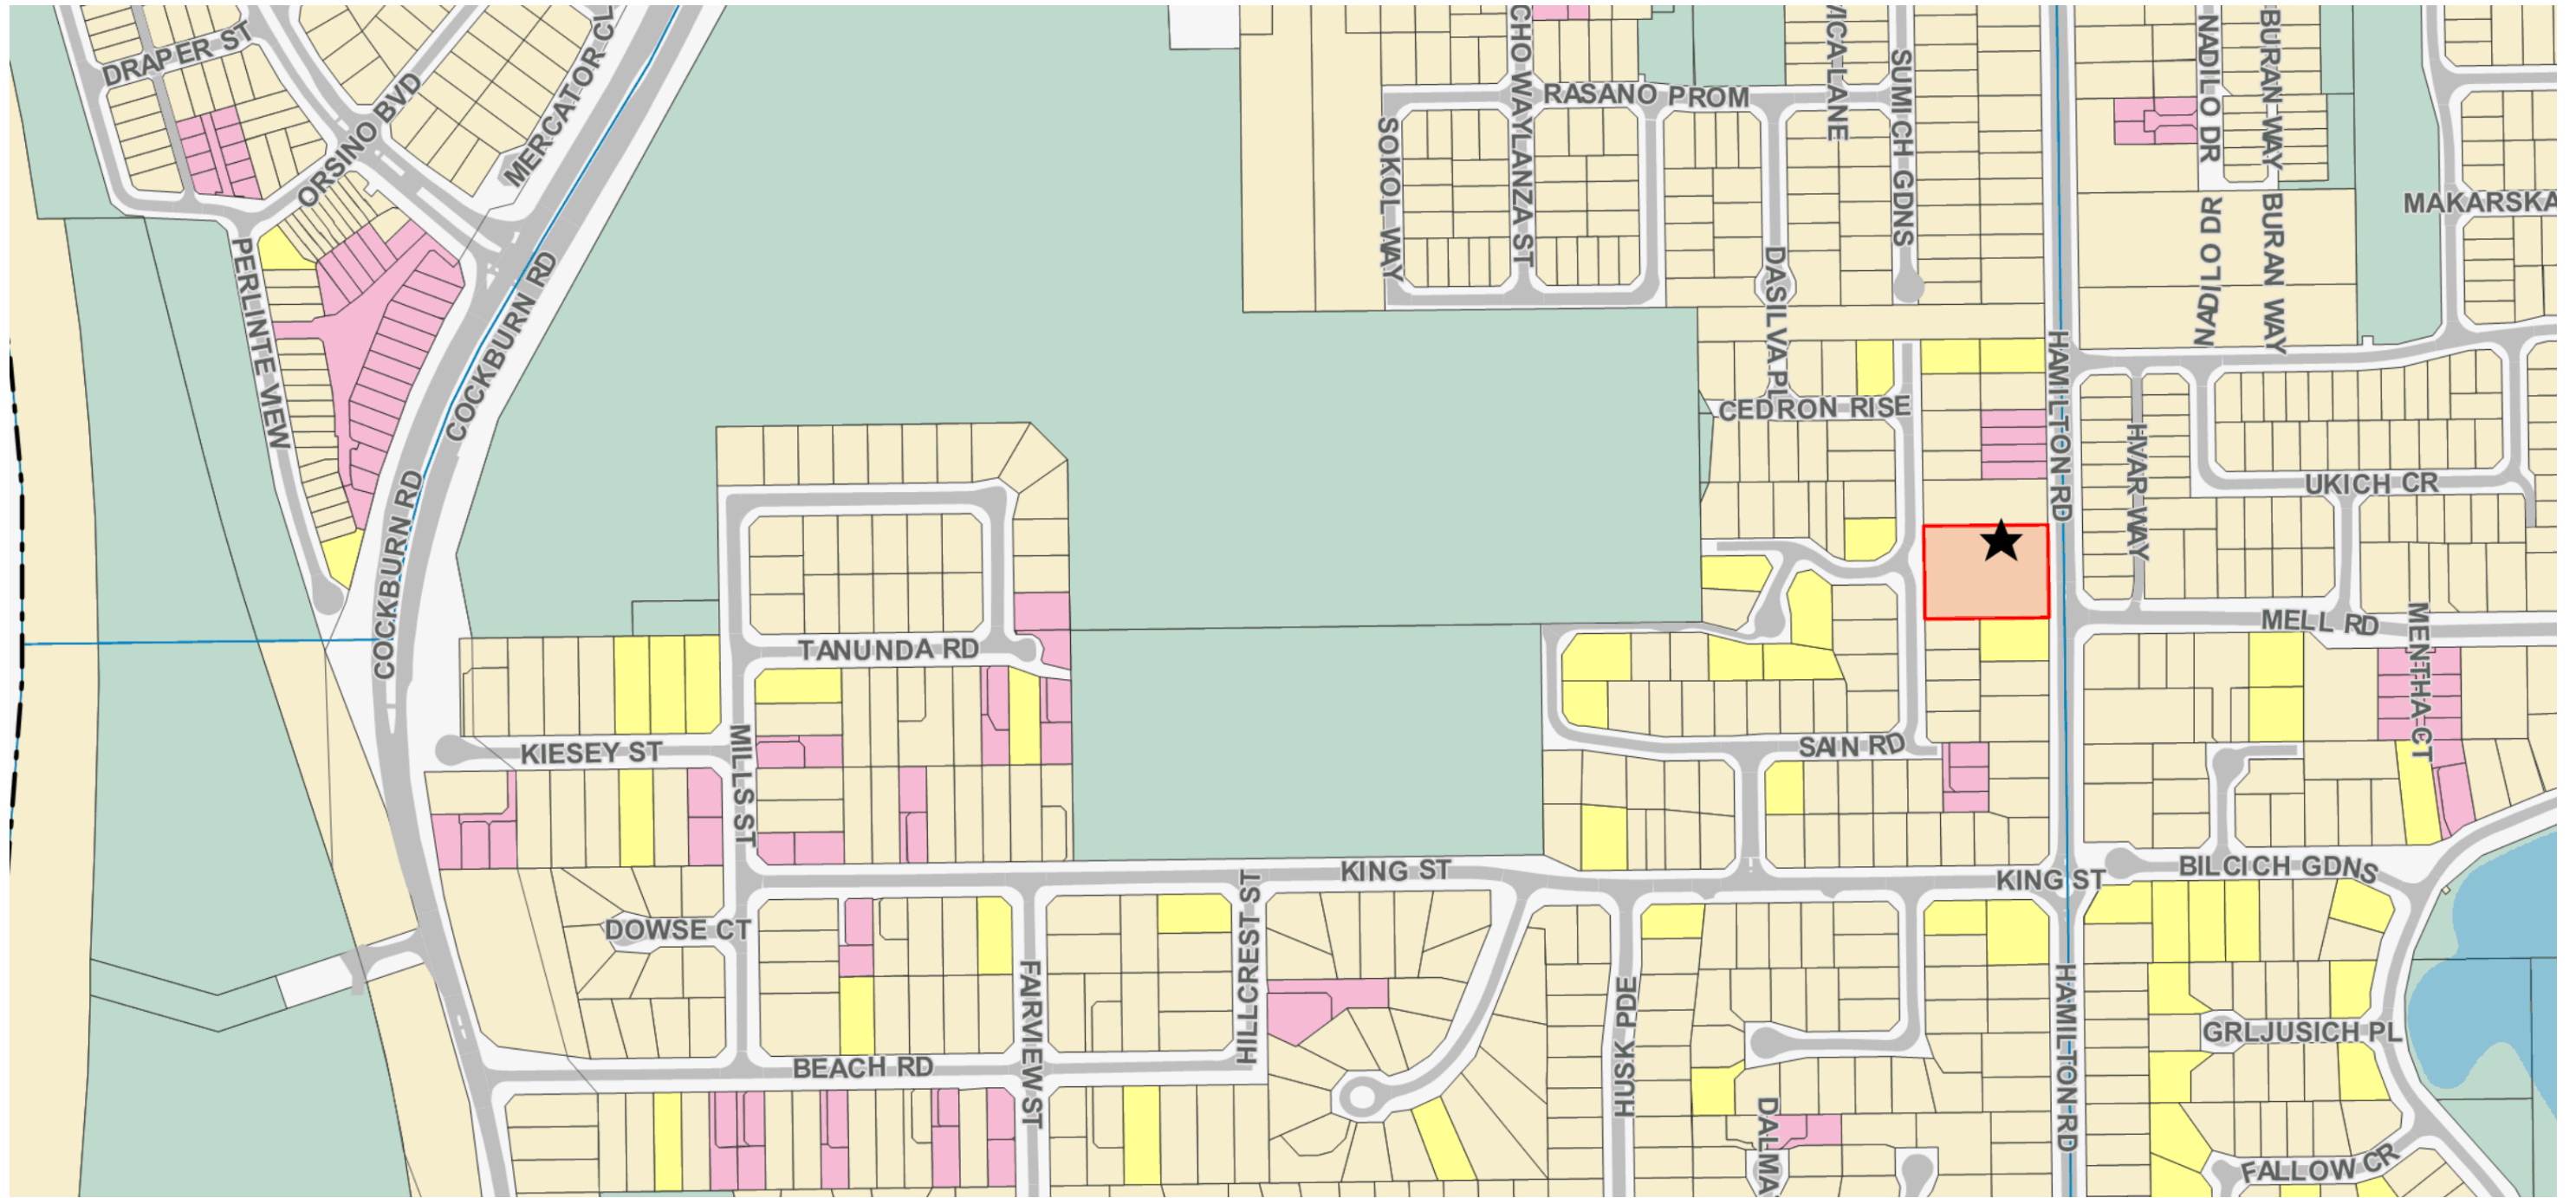 DRAPER ST
ORSINO BVD
MERCATOR
RASANO PROM
SOKOL WAY
LANZA ST
SUMICH GDNS
NADILO DR
BURAN WAY
MAKARSKA
NADILO DR
BURAN WAY
PERLINTE VIEW
COCKBURN RD
COCKBURN RD
DASILVA PL
CEDRON RISE
HAMILTON RD
HVAR WAY
UKICH CR
MELL RD
MENTHA CT
TANUNDA RD
KIESEY ST
MILLS ST
SAIN RD
KING ST
KING ST
BILCICH GDNS
DOWSE CT
HILLCREST ST
FAIRVIEW ST
BEACH RD
HUSK PDE
HAMILTON RD
GRLJUSICH PL
DALMA
FALLOW CR